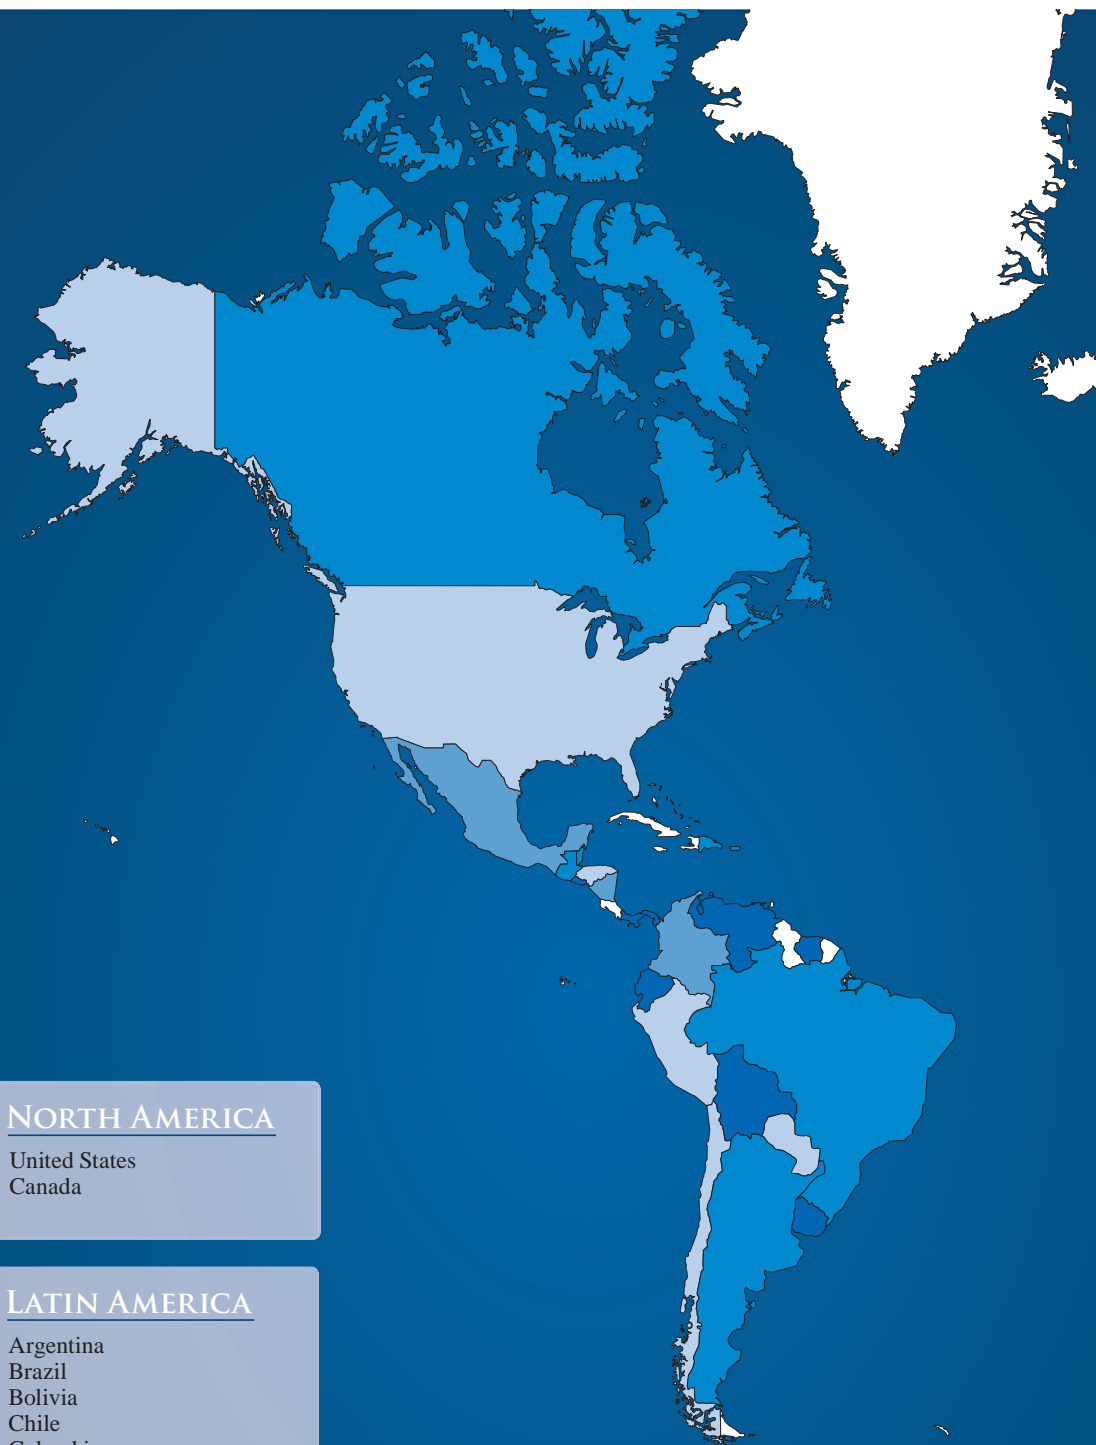 NORTH AMERICA
United States
Canada
LATIN AMERICA
Argentina
Brazil
Bolivia
Chile